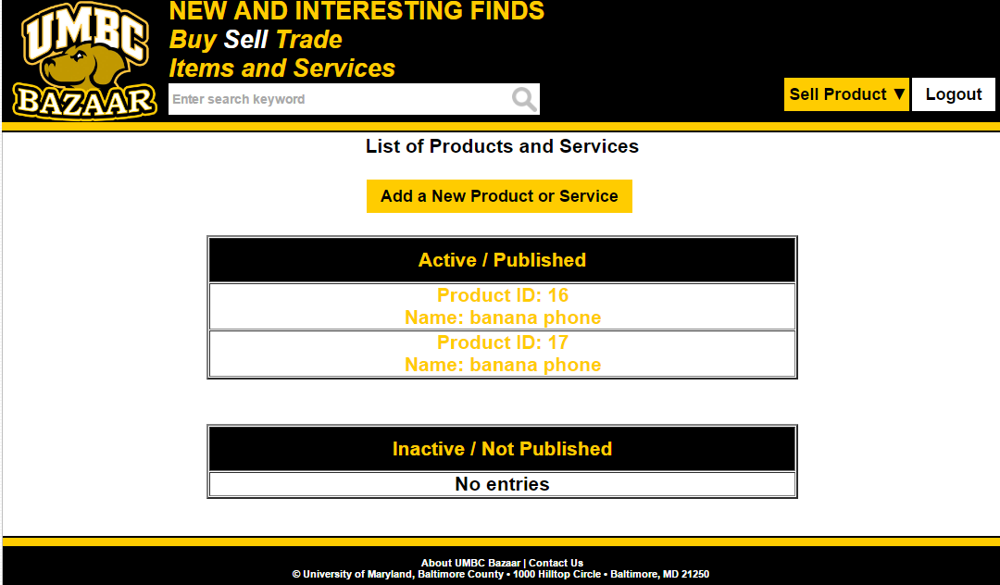 UMBC
BAZAAR
NEW AND INTERESTING FINDS
Buy Sell Trade
Items and Services
Enter search keyword
Sell Product ▼
Logout
List of Products and Services
Add a New Product or Service
Active / Published
Product ID: 16
Name: banana phone
Product ID: 17
Name: banana phone
Inactive / Not Published
No entries
About UMBC Bazaar | Contact Us
© University of Maryland, Baltimore County • 1000 Hilltop Circle • Baltimore, MD 21250